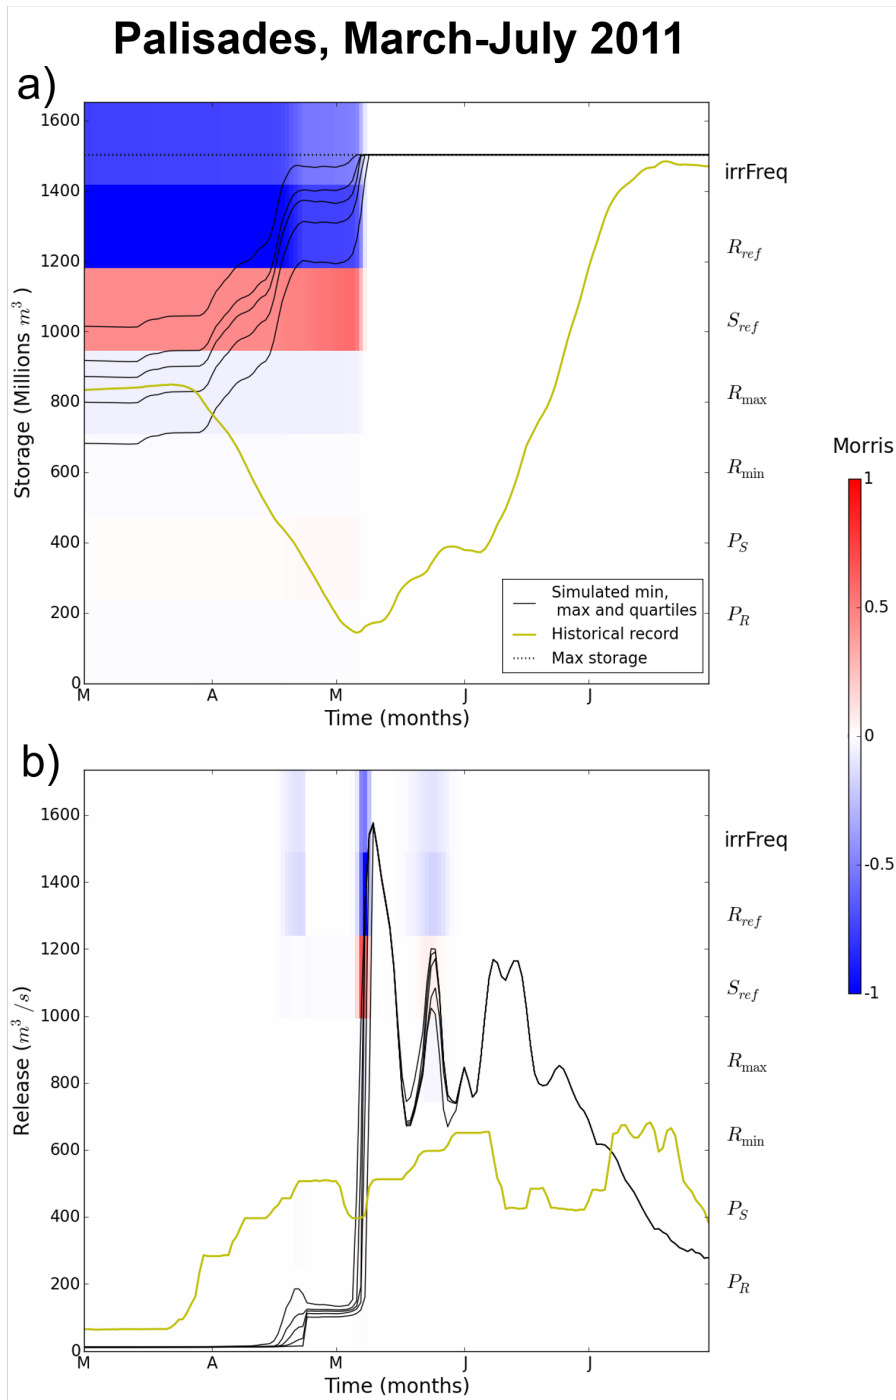 Palisades, March-July 2011
a)
1600
1400
1200
1000
800
600
400
200
0
Storage (Millions m³ )
M A M J J
Time (months)
Simulated min,
max and quartiles
Historical record
Max storage
irrFreq
R_ref
S_ref
R_max
R_min
P_S
P_R
Morris
1
0.5
0
-0.5
-1
b)
1600
1400
1200
1000
800
600
400
200
0
Release (m³/s)
M A M J J
Time (months)
irrFreq
R_ref
S_ref
R_max
R_min
P_S
P_R